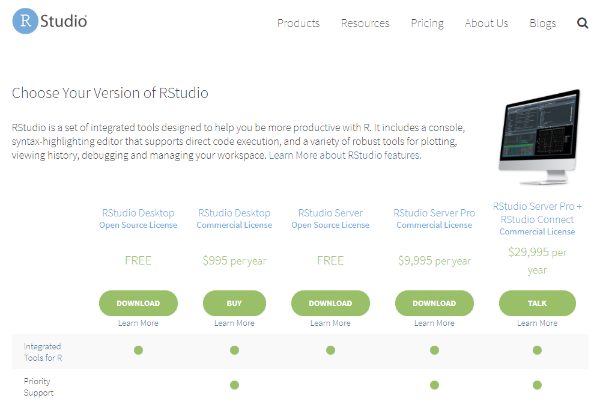 R Studio®
Products Resources Pricing About Us Blogs
Choose Your Version of RStudio
RStudio is a set of integrated tools designed to help you be more productive with R. It includes a console,
syntax-highlighting editor that supports direct code execution, and a variety of robust tools for plotting,
viewing history, debugging and managing your workspace. Learn More about RStudio features.
RStudio Desktop
Open Source License
FREE
DOWNLOAD
Learn More
RStudio Desktop
Commercial License
$995 per year
BUY
Learn More
RStudio Server
Open Source License
FREE
DOWNLOAD
Learn More
RStudio Server Pro
Commercial License
$9,995 per year
DOWNLOAD
Learn More
RStudio Server Pro +
RStudio Connect
Commercial License
$29,995 per
year
TALK
Learn More
Integrated
Tools for R
Priority
Support